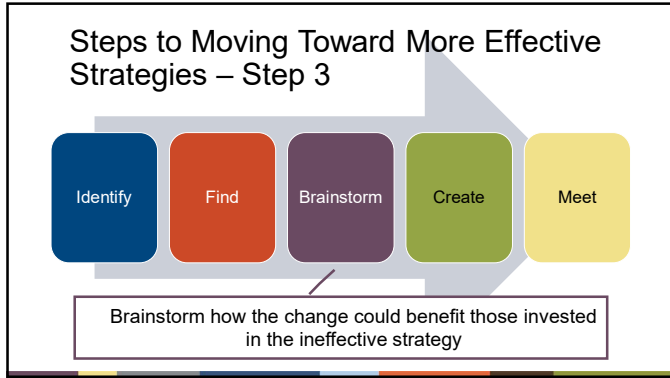 Steps to Moving Toward More Effective
Strategies – Step 3
Identify
Find
Brainstorm
Create
Meet
Brainstorm how the change could benefit those invested
in the ineffective strategy